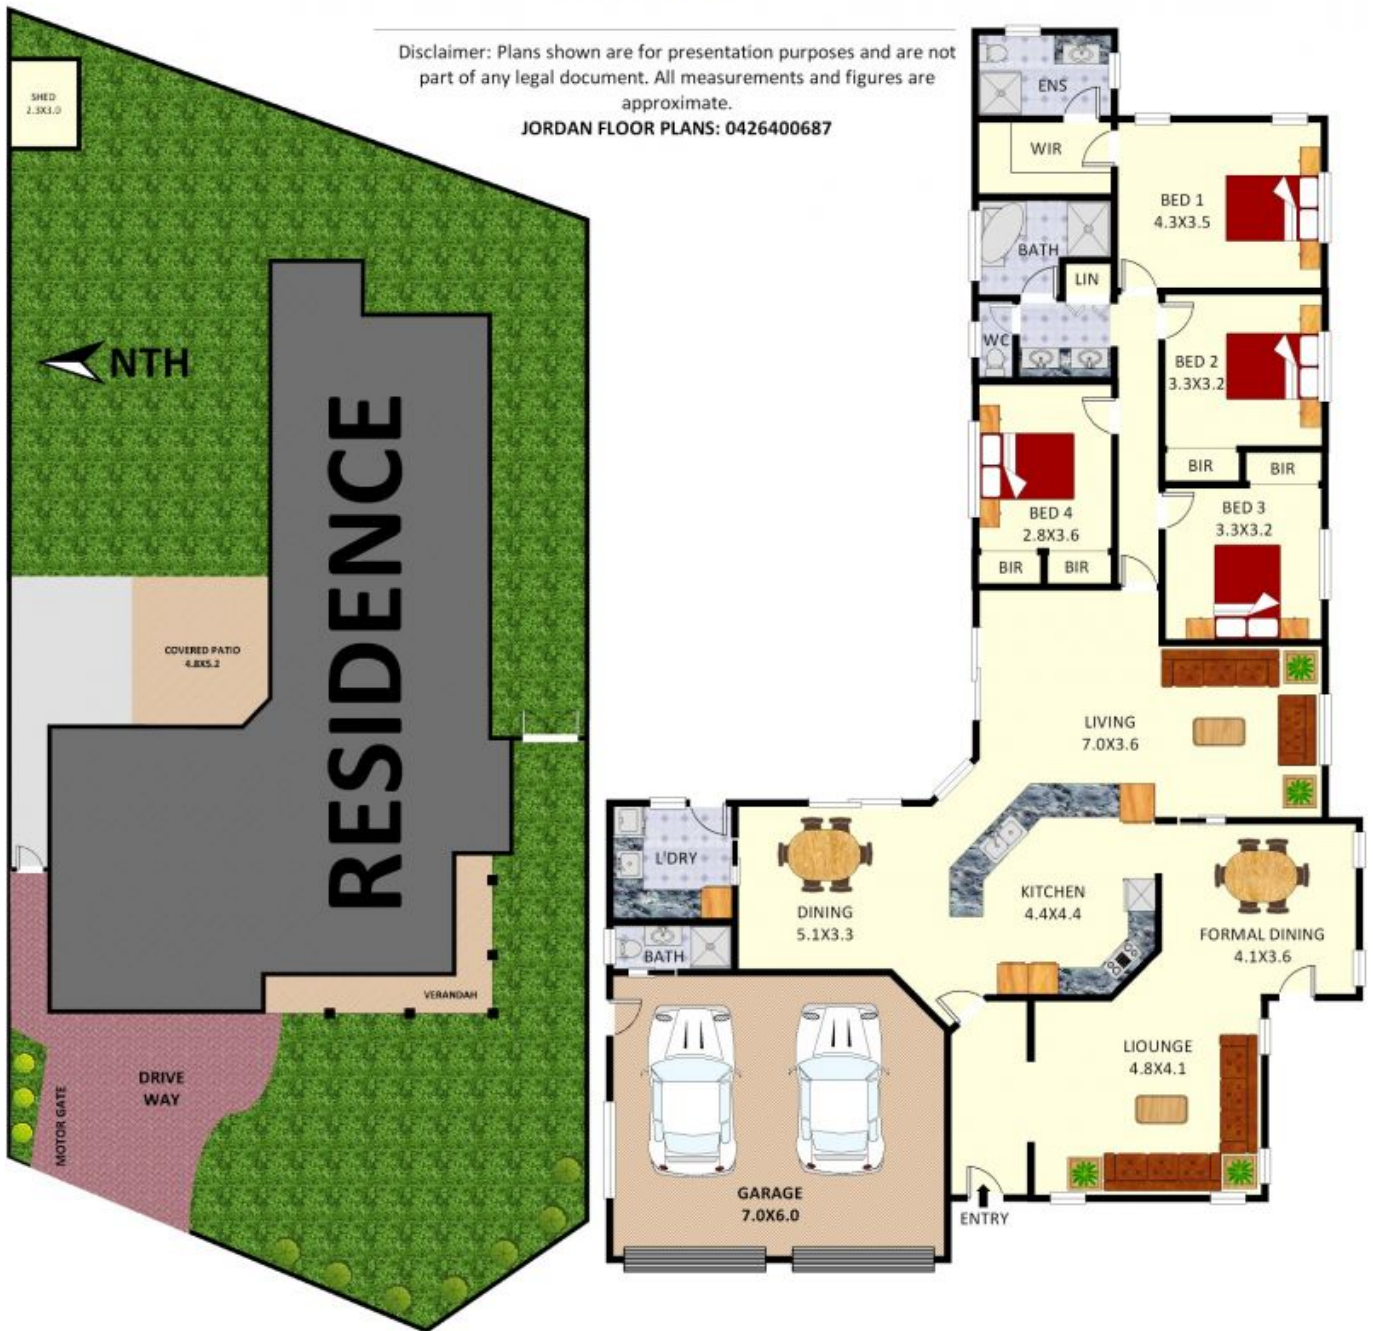 Disclaimer: Plans shown are for presentation purposes and are not
part of any legal document. All measurements and figures are
approximate.
JORDAN FLOOR PLANS: 0426400687
SHED
2.3X3.0
NTH
RESIDENCE
COVERED PATIO
4.8X5.2
VERANDAH
DRIVE
WAY
MOTOR GATE
ENS
WIR
BED 1
4.3X3.5
BATH
LIN
WC
BED 2
3.3X3.2
BIR
BIR
BED 4
2.8X3.6
BED 3
3.3X3.2
BIR
BIR
LIVING
7.0X3.6
L'DRY
DINING
5.1X3.3
KITCHEN
4.4X4.4
FORMAL DINING
4.1X3.6
BATH
LIOUNGE
4.8X4.1
GARAGE
7.0X6.0
ENTRY